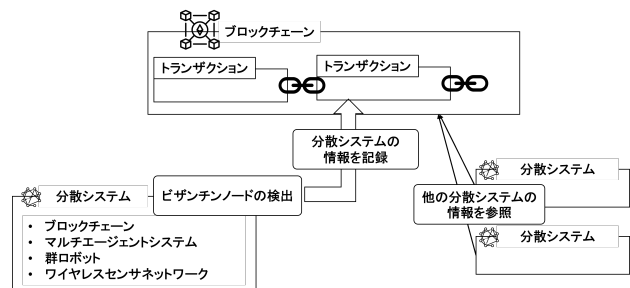 ブロックチェーン
トランザクション
トランザクション
分散システムの
情報を記録
分散システム
ビザンチンノードの検出
• ブロックチェーン
• マルチエージェントシステム
• 群ロボット
• ワイヤレスセンサネットワーク
他の分散システムの
情報を参照
分散システム
分散システム